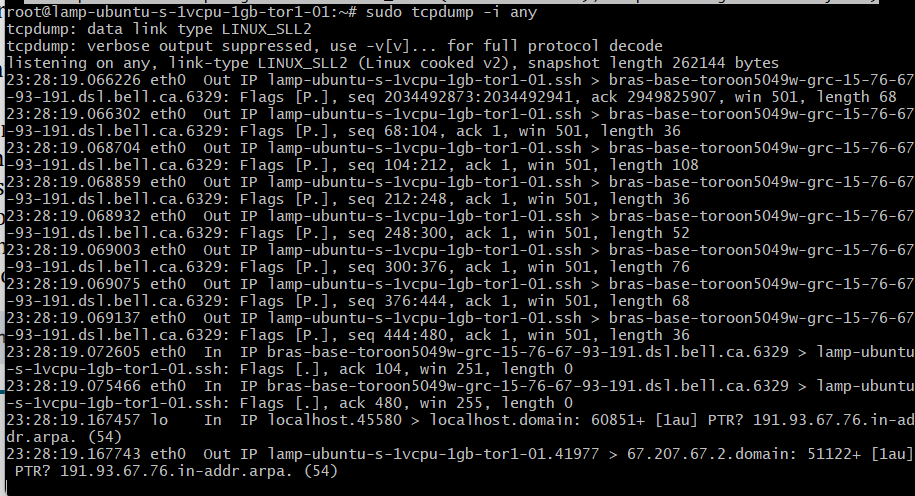 root@lamp-ubuntu-s-1vcpu-1gb-tor1-01:~# sudo tcpdump -i any
tcpdump: data link type LINUX_SLL2
tcpdump: verbose output suppressed, use -v[v]... for full protocol decode
listening on any, link-type LINUX_SLL2 (Linux cooked v2), snapshot length 262144 bytes
23:28:19.066226 eth0  Out IP lamp-ubuntu-s-1vcpu-1gb-tor1-01.ssh > bras-base-toroon5049w-grc-15-76-67
-93-191.dsl.bell.ca.6329: Flags [P.], seq 2034492873:2034492941, ack 2949825907, win 501, length 68
23:28:19.066302 eth0  Out IP lamp-ubuntu-s-1vcpu-1gb-tor1-01.ssh > bras-base-toroon5049w-grc-15-76-67
-93-191.dsl.bell.ca.6329: Flags [P.], seq 68:104, ack 1, win 501, length 36
23:28:19.068704 eth0  Out IP lamp-ubuntu-s-1vcpu-1gb-tor1-01.ssh > bras-base-toroon5049w-grc-15-76-67
-93-191.dsl.bell.ca.6329: Flags [P.], seq 104:212, ack 1, win 501, length 108
23:28:19.068859 eth0  Out IP lamp-ubuntu-s-1vcpu-1gb-tor1-01.ssh > bras-base-toroon5049w-grc-15-76-67
-93-191.dsl.bell.ca.6329: Flags [P.], seq 212:248, ack 1, win 501, length 36
23:28:19.068932 eth0  Out IP lamp-ubuntu-s-1vcpu-1gb-tor1-01.ssh > bras-base-toroon5049w-grc-15-76-67
-93-191.dsl.bell.ca.6329: Flags [P.], seq 248:300, ack 1, win 501, length 52
23:28:19.069003 eth0  Out IP lamp-ubuntu-s-1vcpu-1gb-tor1-01.ssh > bras-base-toroon5049w-grc-15-76-67
-93-191.dsl.bell.ca.6329: Flags [P.], seq 300:376, ack 1, win 501, length 76
23:28:19.069075 eth0  Out IP lamp-ubuntu-s-1vcpu-1gb-tor1-01.ssh > bras-base-toroon5049w-grc-15-76-67
-93-191.dsl.bell.ca.6329: Flags [P.], seq 376:444, ack 1, win 501, length 68
23:28:19.069137 eth0  Out IP lamp-ubuntu-s-1vcpu-1gb-tor1-01.ssh > bras-base-toroon5049w-grc-15-76-67
-93-191.dsl.bell.ca.6329: Flags [P.], seq 444:480, ack 1, win 501, length 36
23:28:19.072605 eth0  In  IP bras-base-toroon5049w-grc-15-76-67-93-191.dsl.bell.ca.6329 > lamp-ubuntu
-s-1vcpu-1gb-tor1-01.ssh: Flags [.], ack 104, win 251, length 0
23:28:19.075466 eth0  In  IP bras-base-toroon5049w-grc-15-76-67-93-191.dsl.bell.ca.6329 > lamp-ubuntu
-s-1vcpu-1gb-tor1-01.ssh: Flags [.], ack 480, win 255, length 0
23:28:19.167457 lo    In  IP localhost.45580 > localhost.domain: 60851+ [1au] PTR? 191.93.67.76.in-ad
dr.arpa. (54)
23:28:19.167743 eth0  Out IP lamp-ubuntu-s-1vcpu-1gb-tor1-01.41977 > 67.207.67.2.domain: 51122+ [1au]
 PTR? 191.93.67.76.in-addr.arpa. (54)